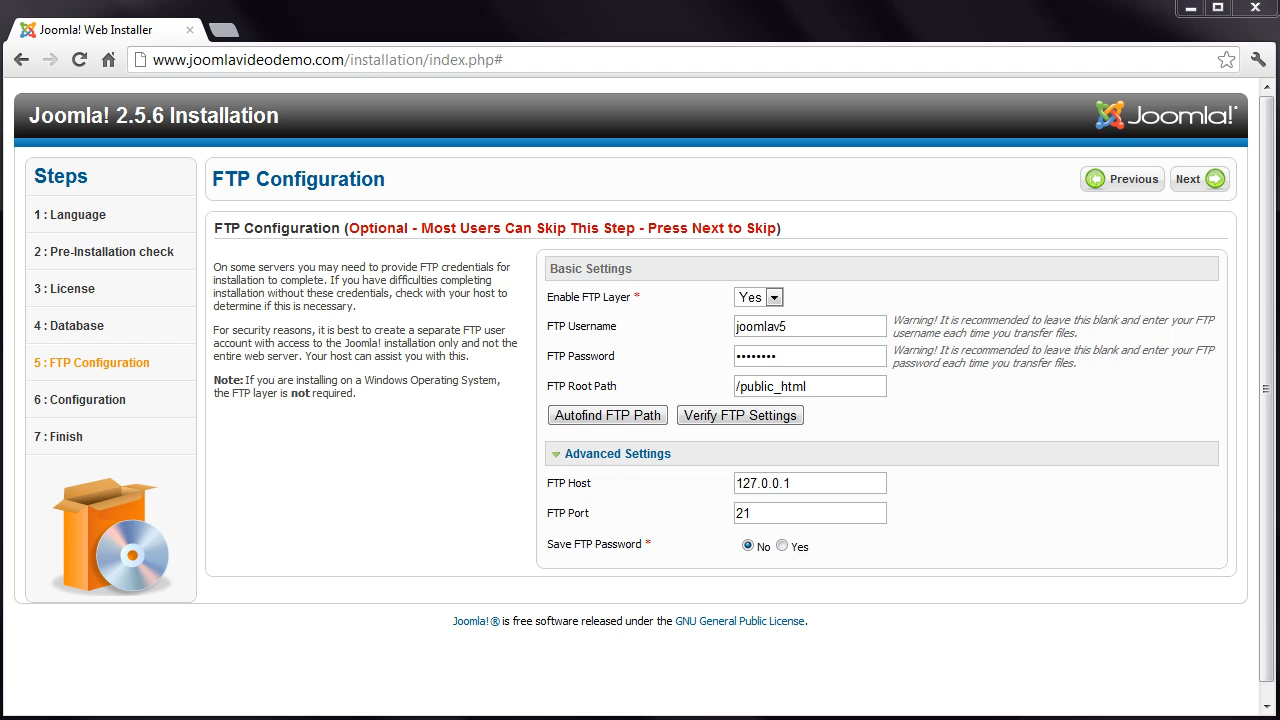 Joomla! Web Installer
www.joomlavideodemo.com/installation/index.php#
Joomla! 2.5.6 Installation
Joomla!®
Steps
1 : Language
2 : Pre-Installation check
3 : License
4 : Database
5 : FTP Configuration
6 : Configuration
7 : Finish
FTP Configuration
Previous
Next
FTP Configuration (Optional - Most Users Can Skip This Step - Press Next to Skip)
On some servers you may need to provide FTP credentials for
installation to complete. If you have difficulties completing
installation without these credentials, check with your host to
determine if this is necessary.
For security reasons, it is best to create a separate FTP user
account with access to the Joomla! installation only and not the
entire web server. Your host can assist you with this.
Note: If you are installing on a Windows Operating System,
the FTP layer is not required.
Basic Settings
Enable FTP Layer *
Yes
FTP Username
joomlav5
Warning! It is recommended to leave this blank and enter your FTP
username each time you transfer files.
FTP Password
••••••••
Warning! It is recommended to leave this blank and enter your FTP
password each time you transfer files.
FTP Root Path
/public_html
Autofind FTP Path
Verify FTP Settings
Advanced Settings
FTP Host
127.0.0.1
FTP Port
21
Save FTP Password *
No
Yes
Joomla!® is free software released under the GNU General Public License.